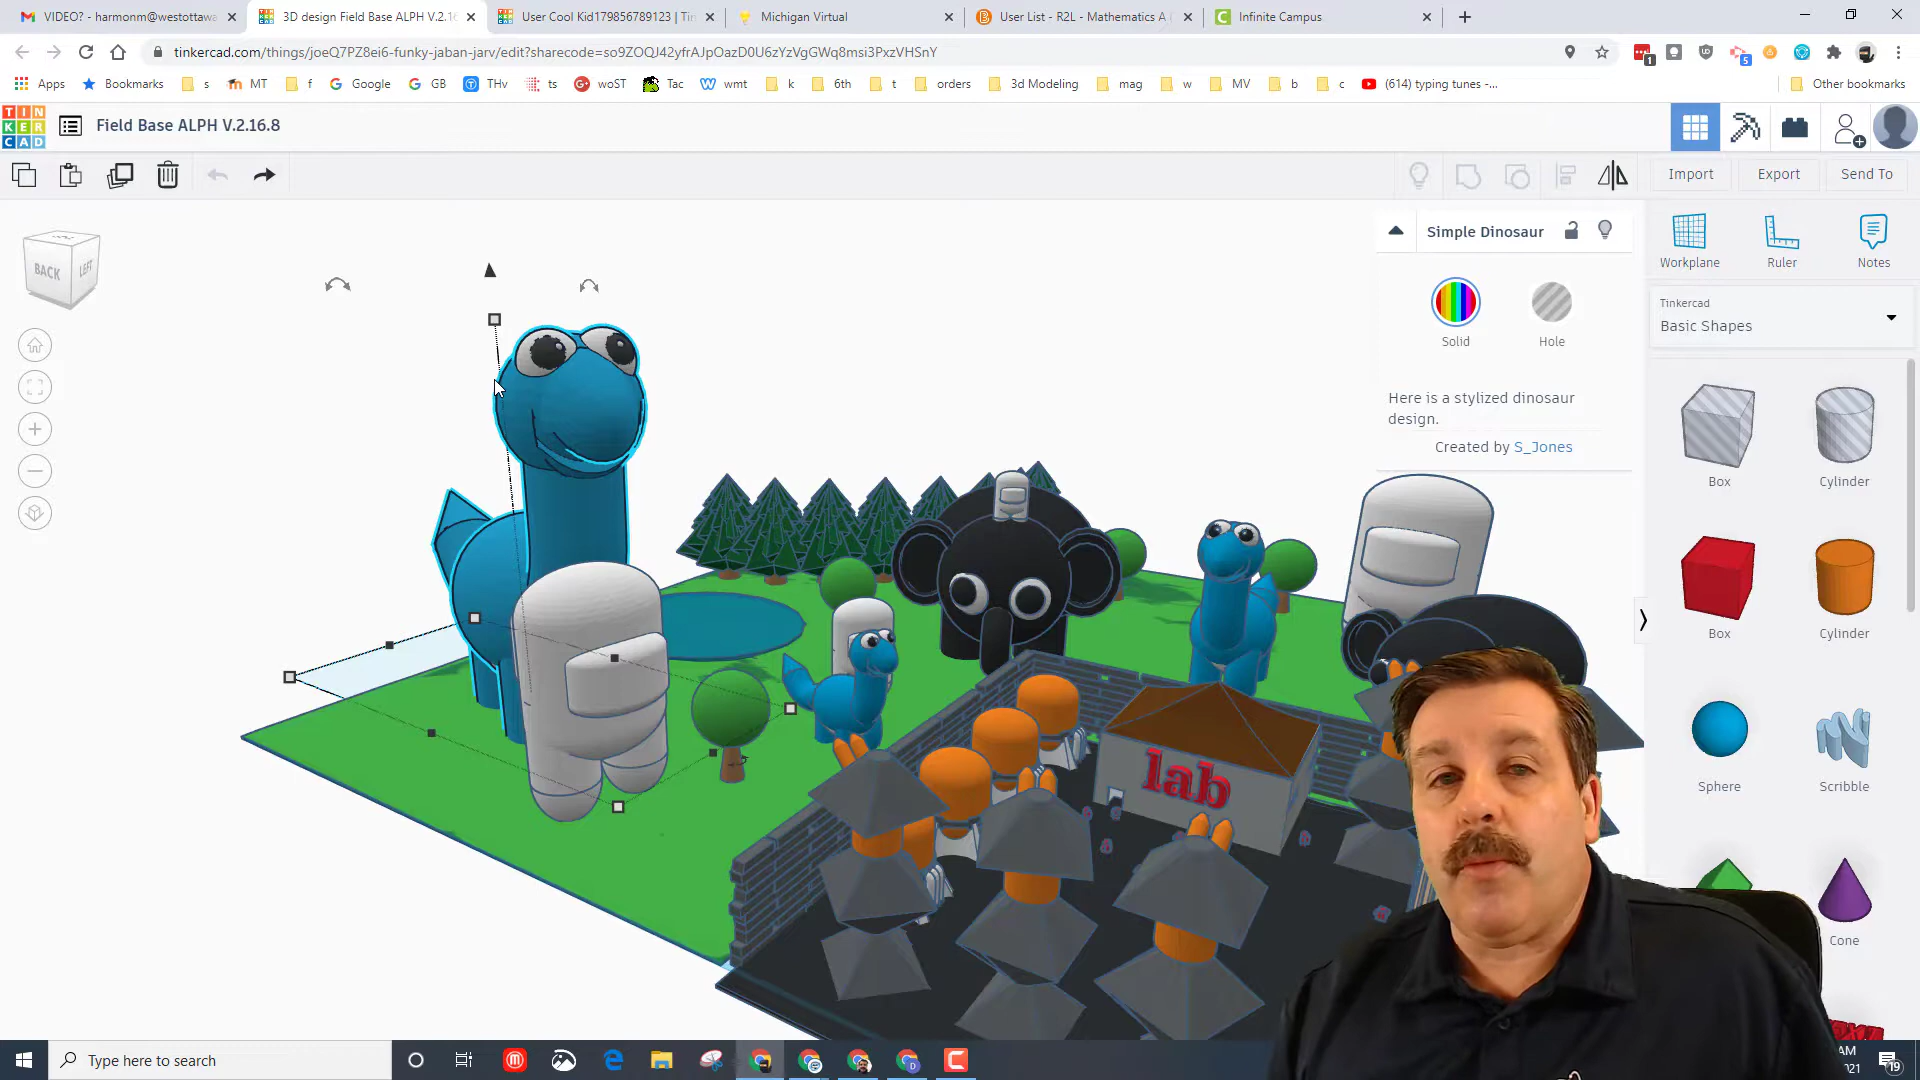 VIDEO? - harmonm@westottawa
3D design Field Base ALPH V.2.16
User Cool Kid179856789123 | Tin
Michigan Virtual
User List - R2L - Mathematics A
Infinite Campus
tinkercad.com/things/joeQ7PZ8ei6-funky-jaban-jarv/edit?sharecode=so9ZOQJ42yfrAJpOazD0U6zYzVgGWq8msi3PxzVHSnY
1
5
Apps
Bookmarks
s
MT
f
Google
GB
THv
ts
woST
Tac
wmt
k
6th
t
orders
3d Modeling
mag
w
MV
b
c
(614) typing tunes -...
Other bookmarks
TIN
KER
CAD
Field Base ALPH V.2.16.8
Import
Export
Send To
BACK
LEFT
Simple Dinosaur
Solid
Hole
Here is a stylized dinosaur
design.
Created by S_Jones
Workplane
Ruler
Notes
Tinkercad
Basic Shapes
Box
Cylinder
Box
Cylinder
Sphere
Scribble
Cone
lab
Type here to search
AM
2021
19